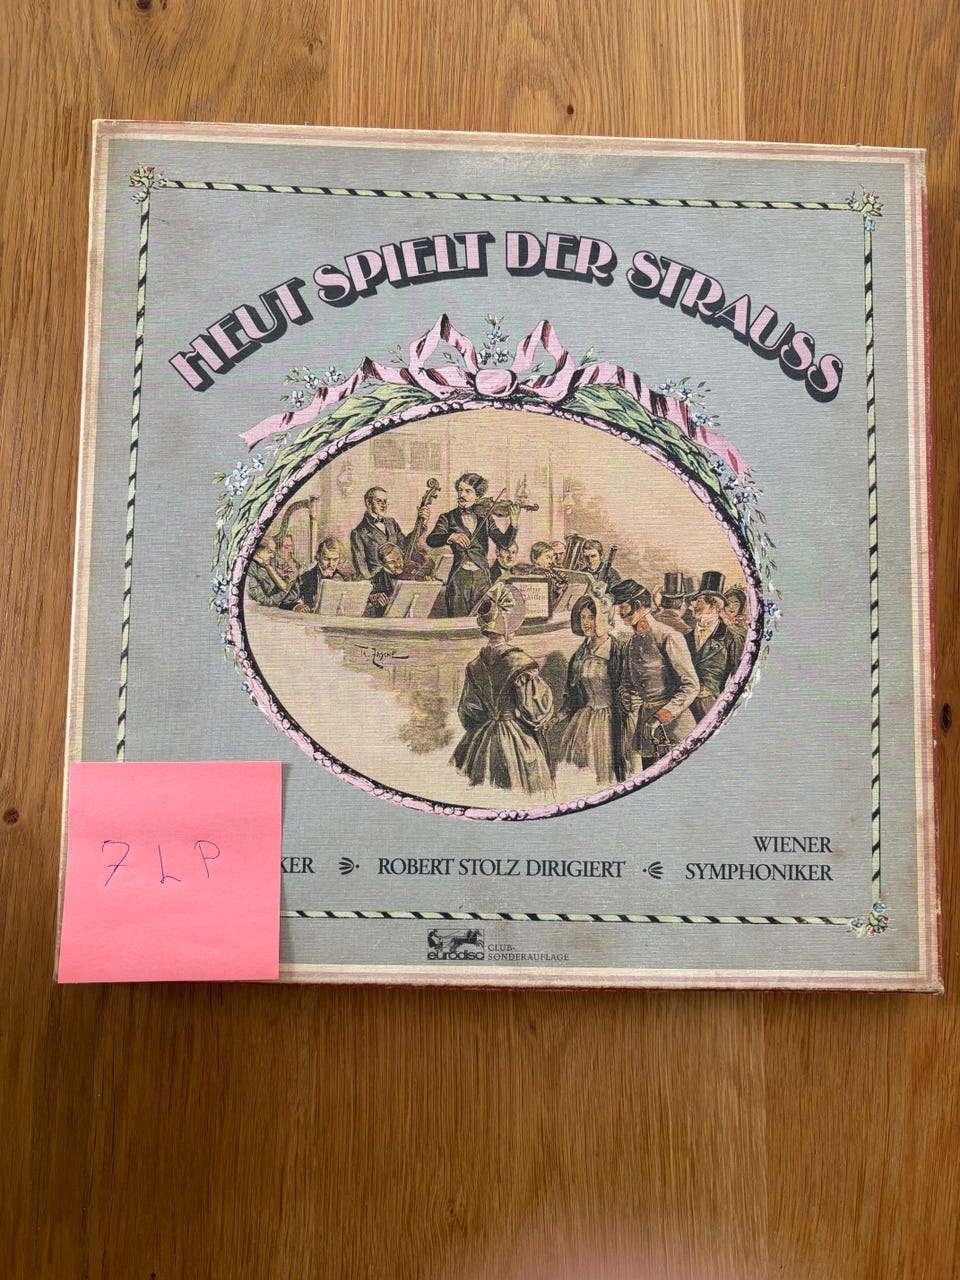 HEUT SPIELT DER STRAUSS
WIENER
KER ROBERT STOLZ DIRIGIERT SYMPHONIKER
7 LP
eurodisc CLUB-
SONDERAUFLAGE